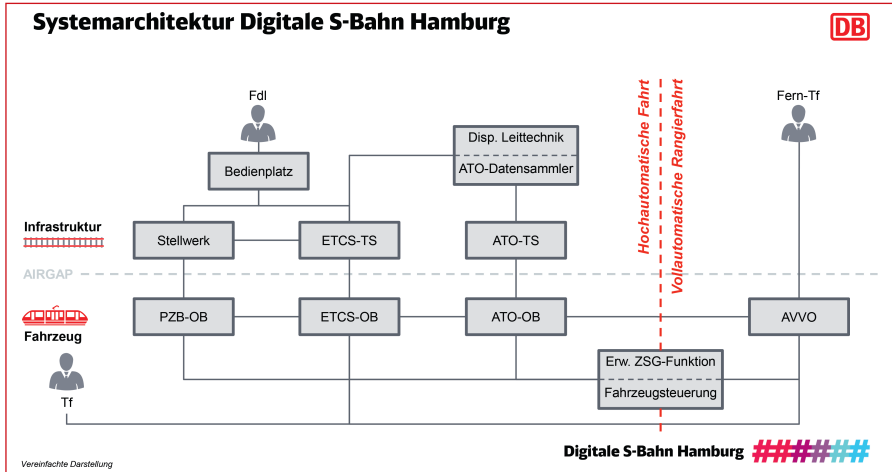 Systemarchitektur Digitale S-Bahn Hamburg
DB
Fdl
Fern-Tf
Hochautomatische Fahrt
Vollautomatische Rangierfahrt
Disp. Leittechnik
ATO-Datensammler
Bedienplatz
Infrastruktur
Stellwerk
ETCS-TS
ATO-TS
AIRGAP
PZB-OB
ETCS-OB
ATO-OB
AVVO
Fahrzeug
Erw. ZSG-Funktion
Fahrzeugsteuerung
Tf
Digitale S-Bahn Hamburg
Vereinfachte Darstellung